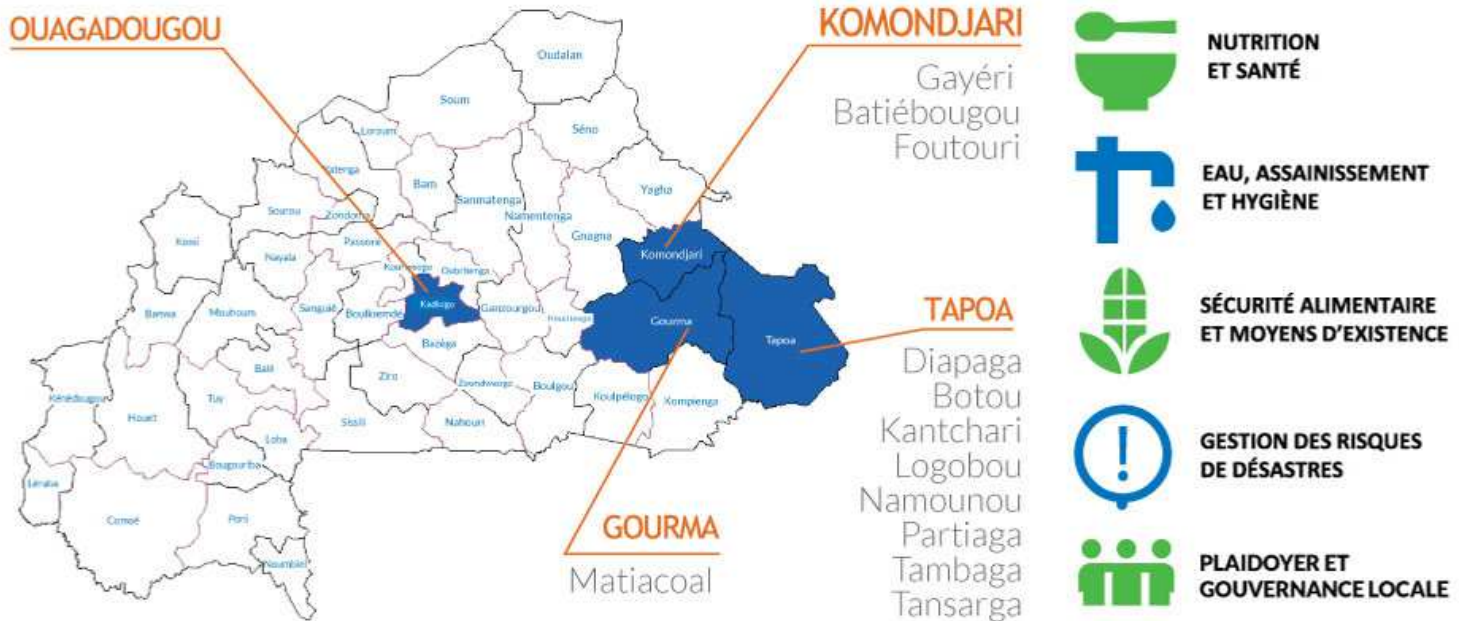 OUAGADOUGOU
KOMONDJARI
Gayéri
Batiébougou
Foutouri
TAPOA
Diapaga
Botou
Kantchari
Logobou
Namounou
Partiaga
Tambaga
Tansarga
GOURMA
Matiacoal
Oudalan
Soum
Loroum
Séno
Yatenga
Bam
Yagha
Sanmatenga
Namentenga
Sourou
Zondoma
Gnagna
Kossi
Passoré
Komondjari
Nayala
Oubritenga
Kadiogo
Banwa
Mouhoum
Sanguié
Boulkiemdé
Ganzourgou
Gourma
Bazèga
Tapoa
Balé
Ziro
Zoundwéogo
Boulgou
Koulpélogo
Kompienga
Kénédougou
Houet
Tuy
Sissili
Nahouri
Loba
Bougouriba
Léraba
Comoé
Poni
Noumbiel
NUTRITION
ET SANTÉ
EAU, ASSAINISSEMENT
ET HYGIÈNE
SÉCURITÉ ALIMENTAIRE
ET MOYENS D'EXISTENCE
GESTION DES RISQUES
DE DÉSASTRES
PLAIDOYER ET
GOUVERNANCE LOCALE